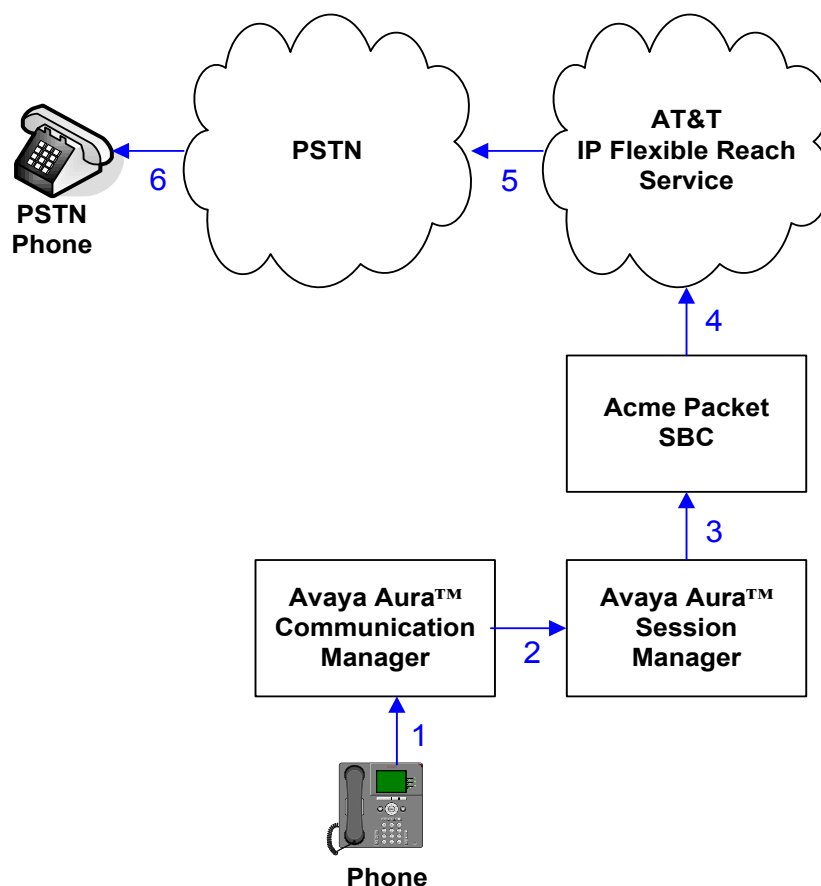 PSTN
AT&T
IP Flexible Reach
Service
6
5
PSTN
Phone
4
Acme Packet
SBC
3
Avaya Aura™
Communication
Manager
2
Avaya Aura™
Session
Manager
1
Phone